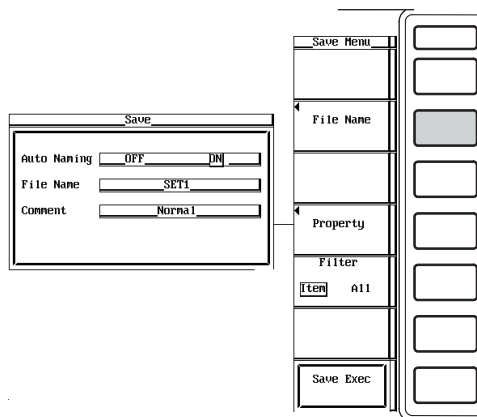 Save Menu
File Name
Property
Filter
Item All
Save Exec
Save
Auto Naming OFF ON
File Name SET1
Comment Normal